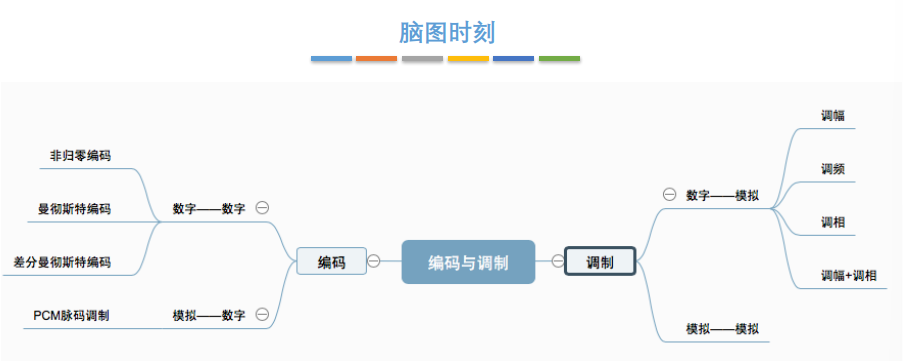 脑图时刻
非归零编码
曼彻斯特编码
差分曼彻斯特编码
数字——数字
PCM脉码调制
模拟——数字
编码
编码与调制
调制
数字——模拟
调幅
调频
调相
调幅+调相
模拟——模拟